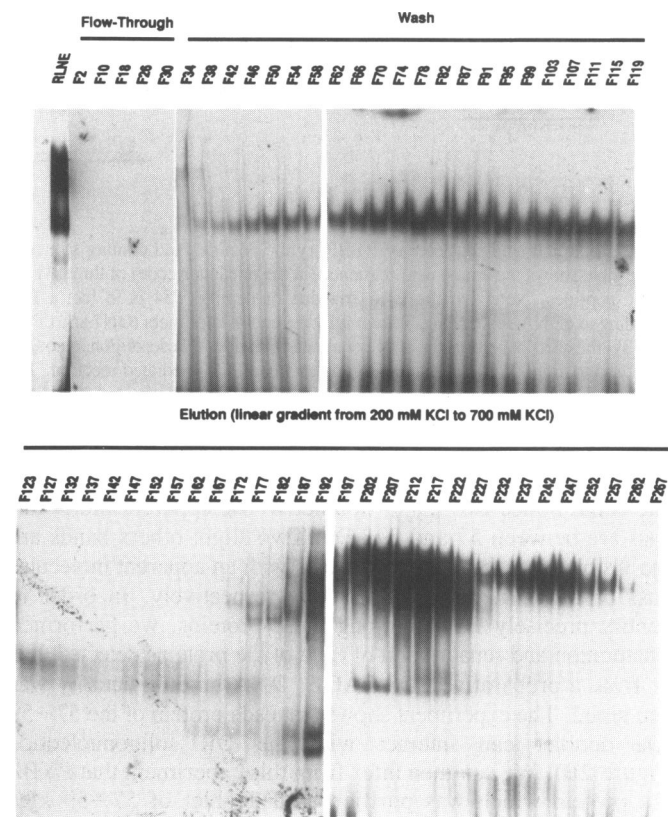 Flow-Through
Wash
RLNE F2 F10 F18 F26 F30 F34 F38 F42 F46 F50 F54 F58 F62 F66 F70 F74 F78 F82 F87 F91 F95 F99 F103 F107 F111 F115 F119
Elution (linear gradient from 200 mM KCl to 700 mM KCl)
F123 F127 F132 F137 F142 F147 F152 F157 F162 F167 F172 F177 F182 F187 F192 F197 F202 F207 F212 F217 F222 F227 F232 F237 F242 F247 F252 F257 F262 F267